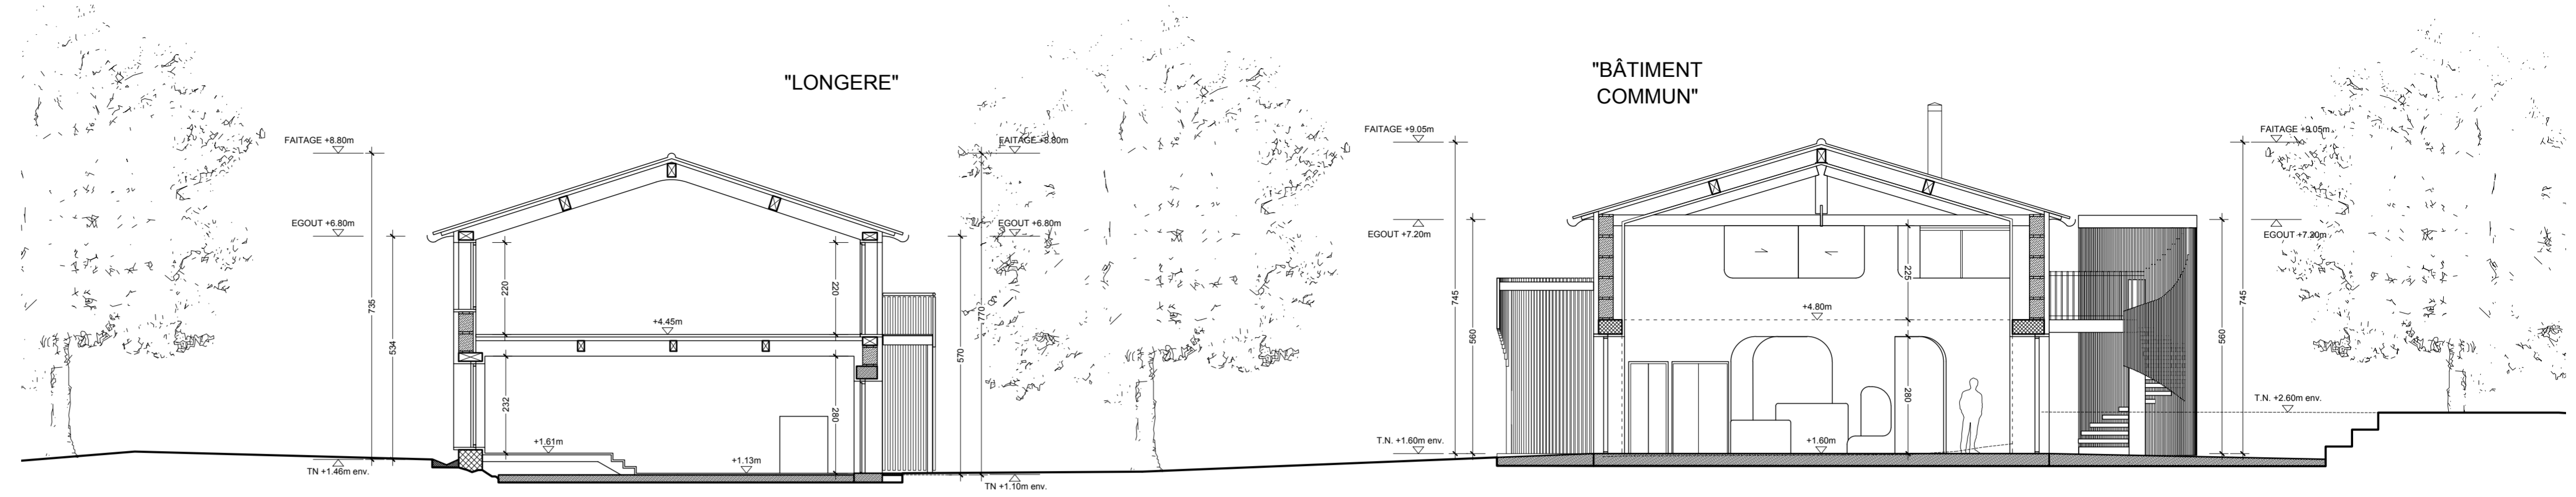 "LONGERE"
"BÂTIMENT
COMMUN"
FAITAGE +8.80m
EGOUT +6.80m
735
534
TN +1.46m env.
220
220
+4.45m
232
280
+1.61m
+1.13m
FAITAGE +8.80m
EGOUT +6.80m
770
570
TN +1.10m env.
FAITAGE +9.05m
EGOUT +7.20m
745
560
T.N. +1.60m env.
225
+4.80m
280
+1.60m
FAITAGE +9.05m
EGOUT +7.20m
745
560
T.N. +2.60m env.